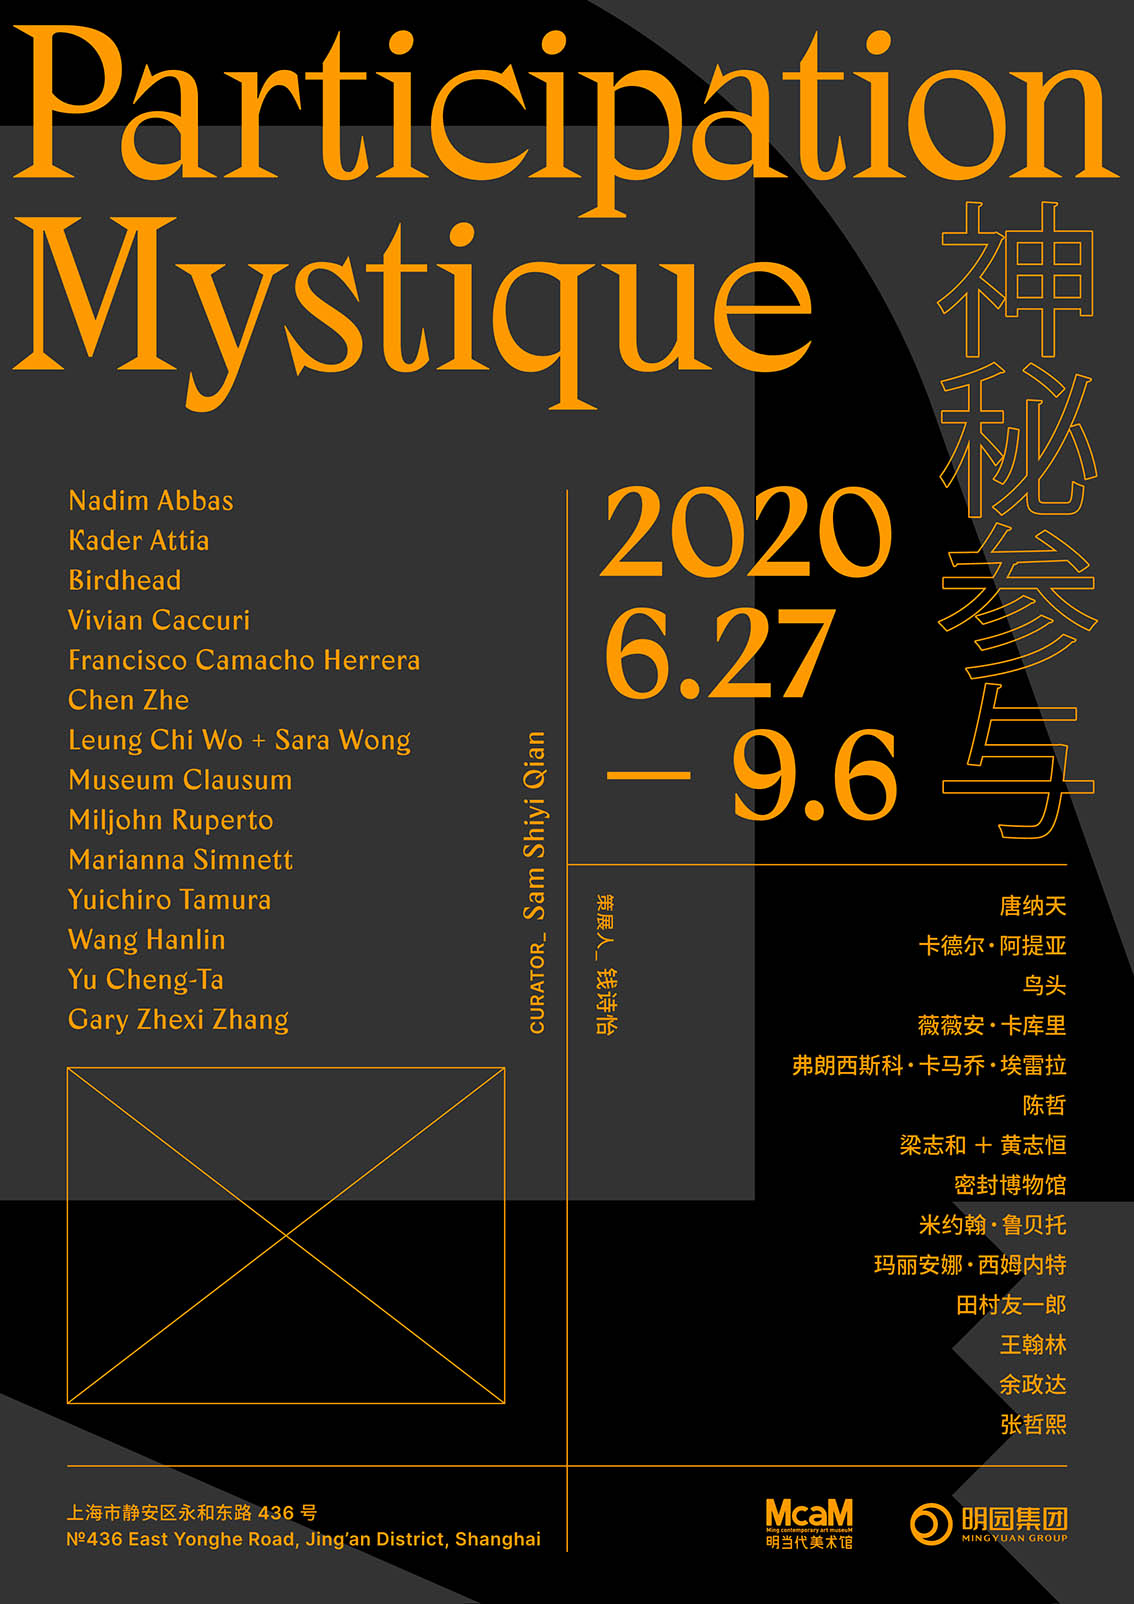 Participation
Mystique
神秘参与
Nadim Abbas
Kader Attia
Birdhead
Vivian Caccuri
Francisco Camacho Herrera
Chen Zhe
Leung Chi Wo + Sara Wong
Museum Clausum
Miljohn Ruperto
Marianna Simnett
Yuichiro Tamura
Wang Hanlin
Yu Cheng-Ta
Gary Zhexi Zhang
CURATOR_ Sam Shiyi Qian
2020
6.27
— 9.6
策展人_ 钱诗怡
唐纳天
卡德尔·阿提亚
鸟头
薇薇安·卡库里
弗朗西斯科·卡马乔·埃雷拉
陈哲
梁志和 + 黄志恒
密封博物馆
米约翰·鲁贝托
玛丽安娜·西姆内特
田村友一郎
王翰林
余政达
张哲熙
上海市静安区永和东路 436 号
№436 East Yonghe Road, Jing’an District, Shanghai
McaM
Ming contemporary art museuM
明当代美术馆
明园集团
MINGYUAN GROUP